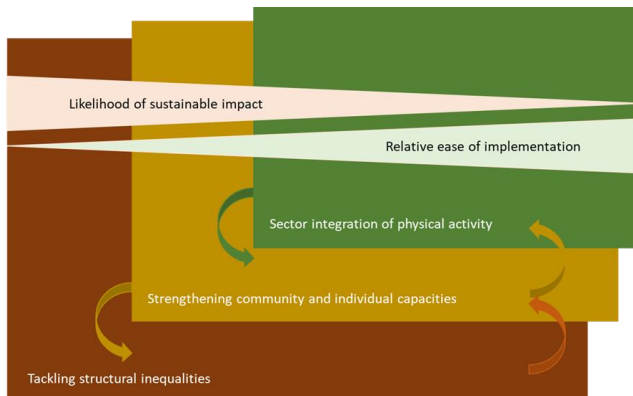 Likelihood of sustainable impact
Relative ease of implementation
Sector integration of physical activity
Strengthening community and individual capacities
Tackling structural inequalities